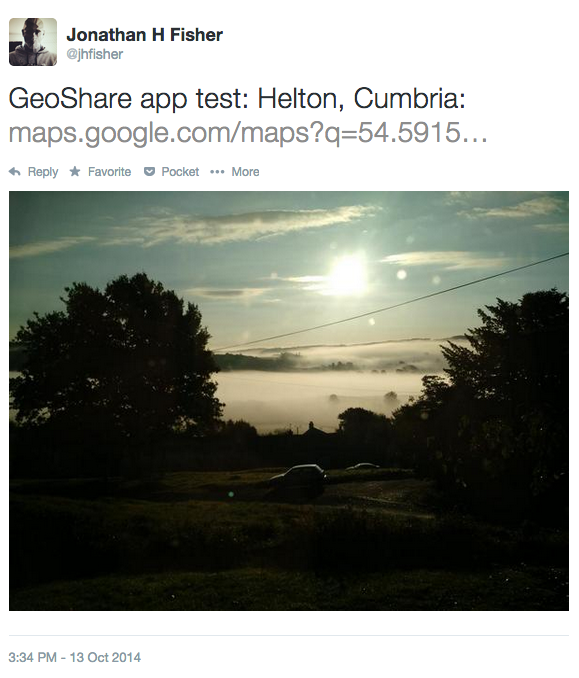 Jonathan H Fisher
@jhfisher
GeoShare app test: Helton, Cumbria:
maps.google.com/maps?q=54.5915…
Reply Favorite Pocket More
3:34 PM - 13 Oct 2014